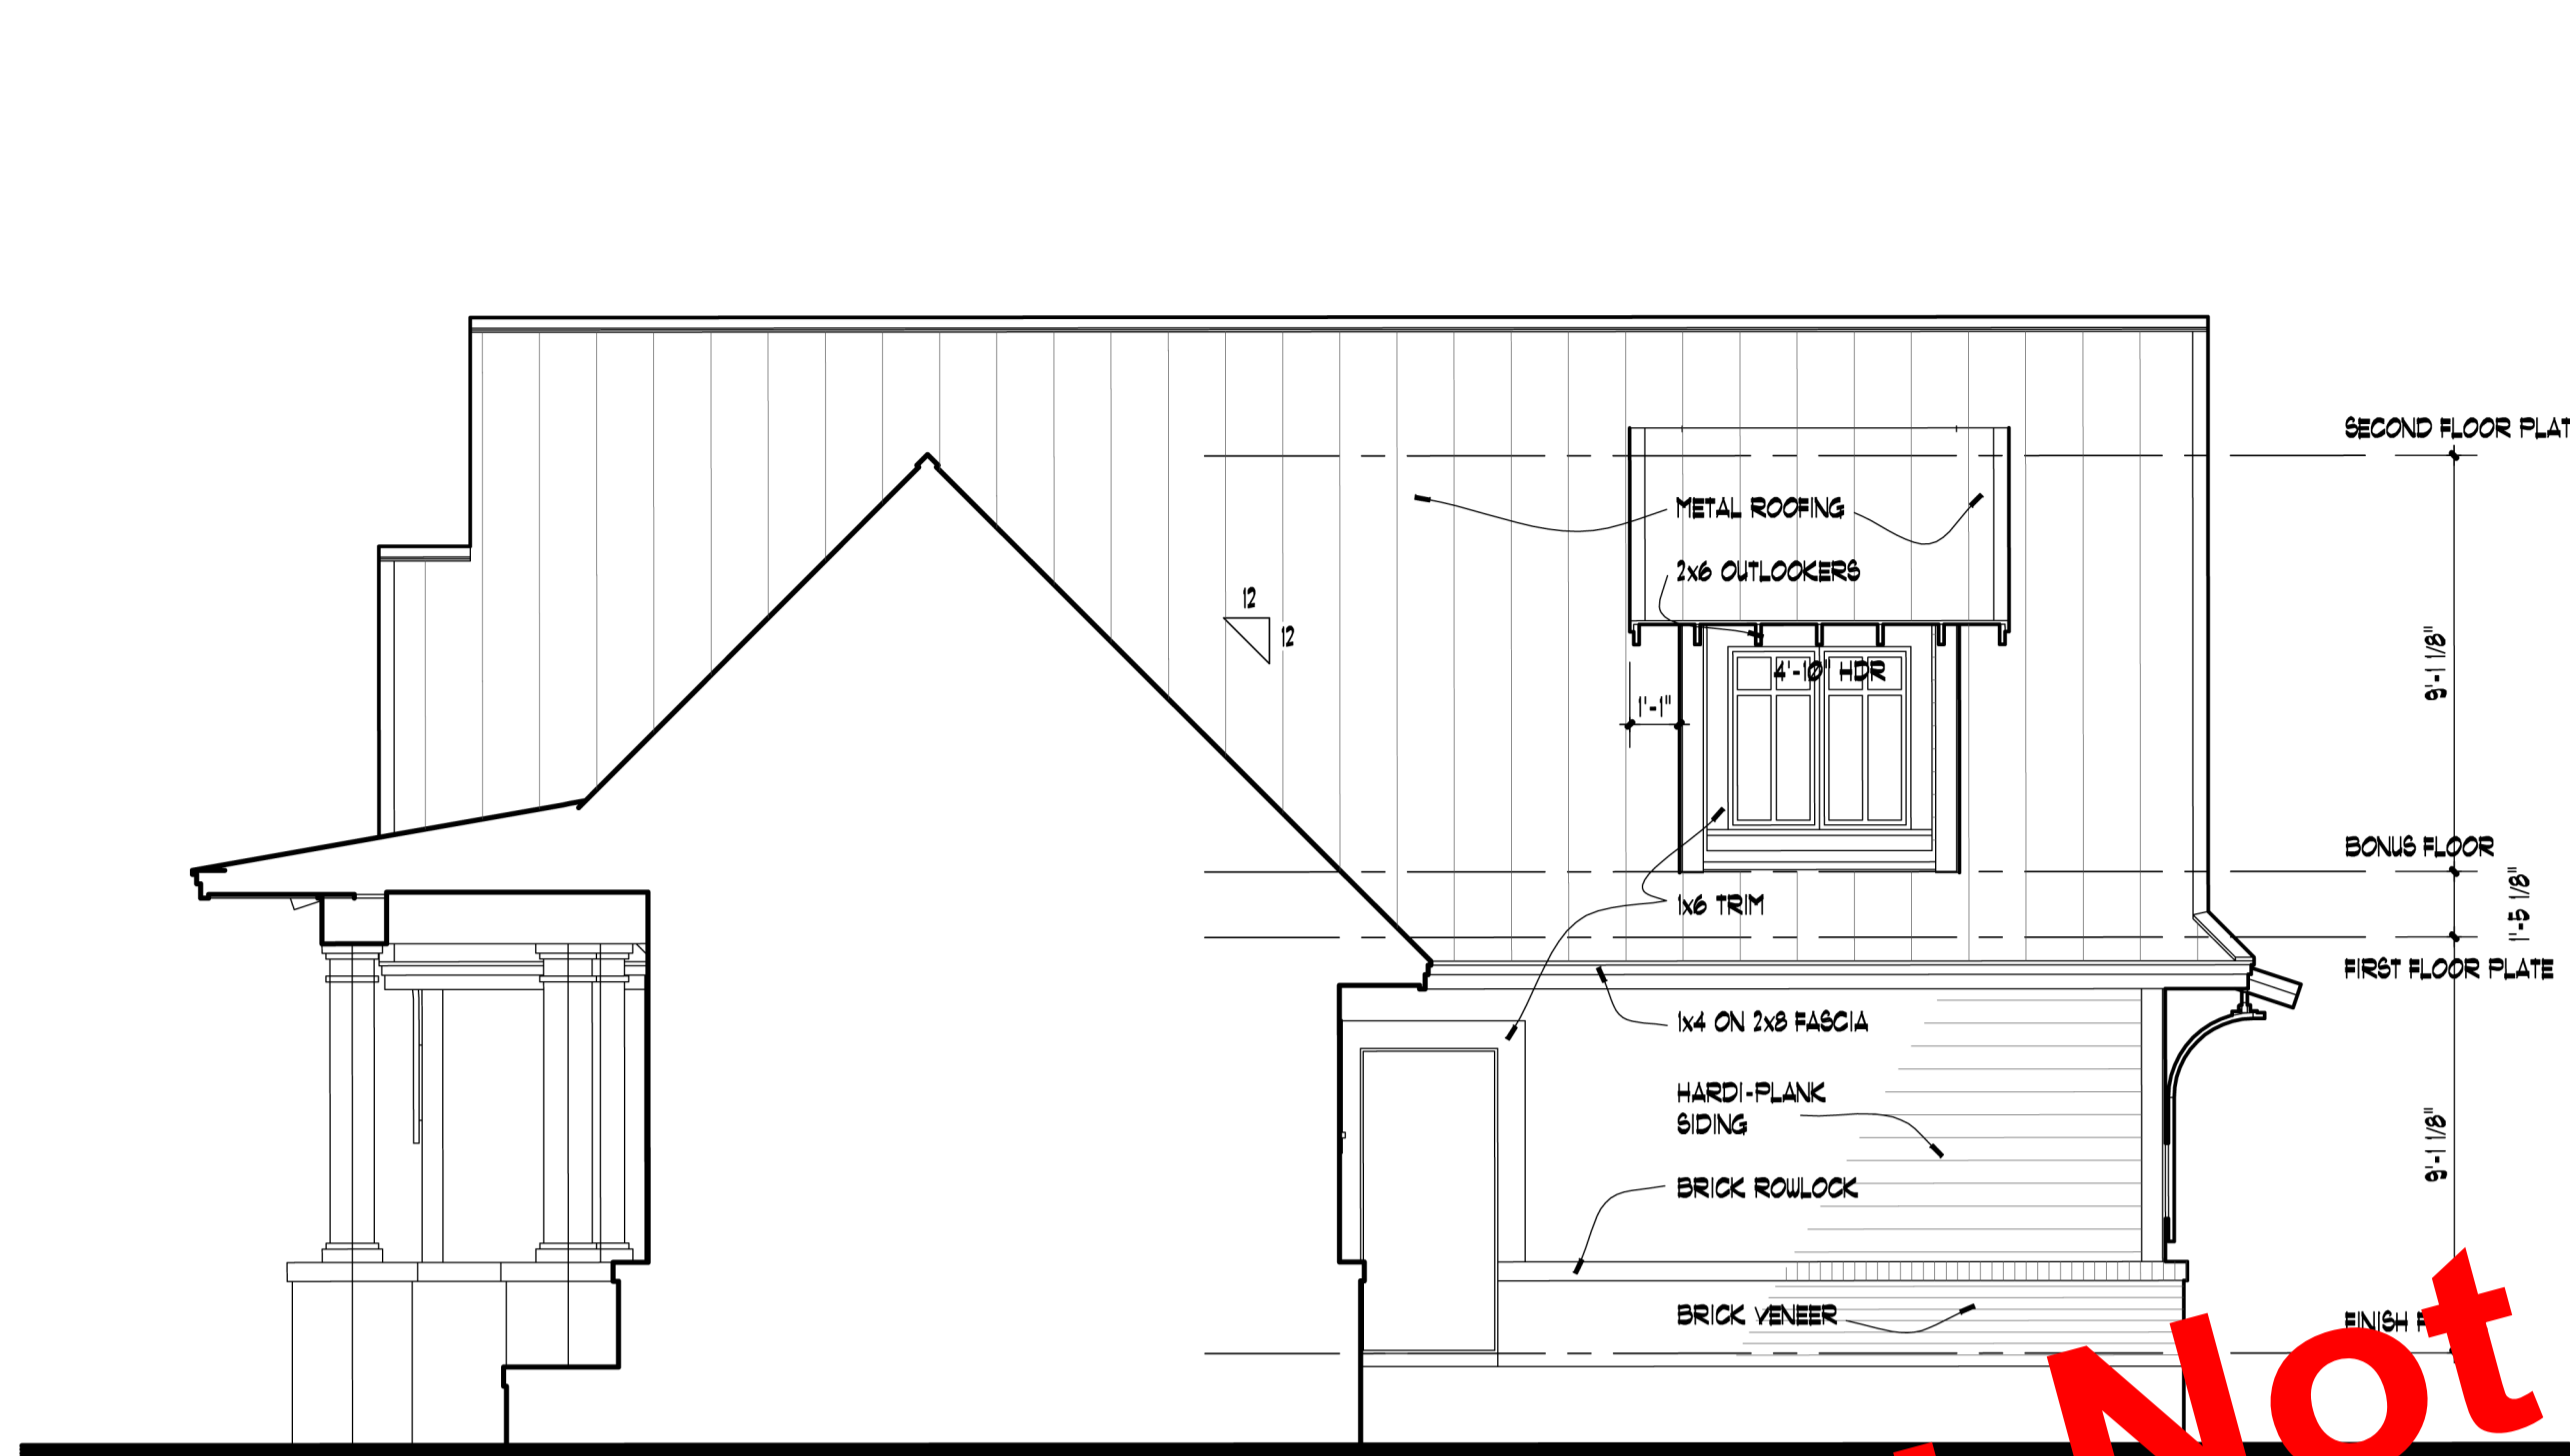 SECOND FLOOR PLAT
METAL ROOFING
2x6 OUTLOOKERS
12
12
4'-10" HDR
1'-1"
9'-1 1/8"
BONUS FLOOR
1'-5 1/8"
1x6 TRIM
FIRST FLOOR PLATE
1x4 ON 2x8 FASCIA
HARDI-PLANK
SIDING
9'-1 1/8"
BRICK ROWLOCK
BRICK VENEER
FINISH F
Not